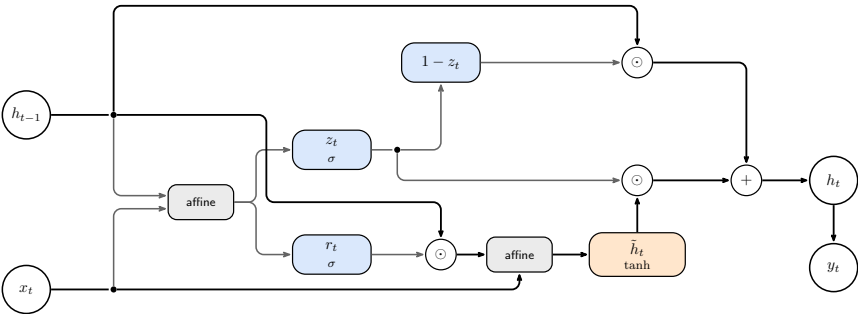 1 − z_t
⊙
h_{t−1}
z_t
σ
affine
⊙
+
h_t
r_t
σ
⊙
affine
h̃_t
tanh
x_t
y_t